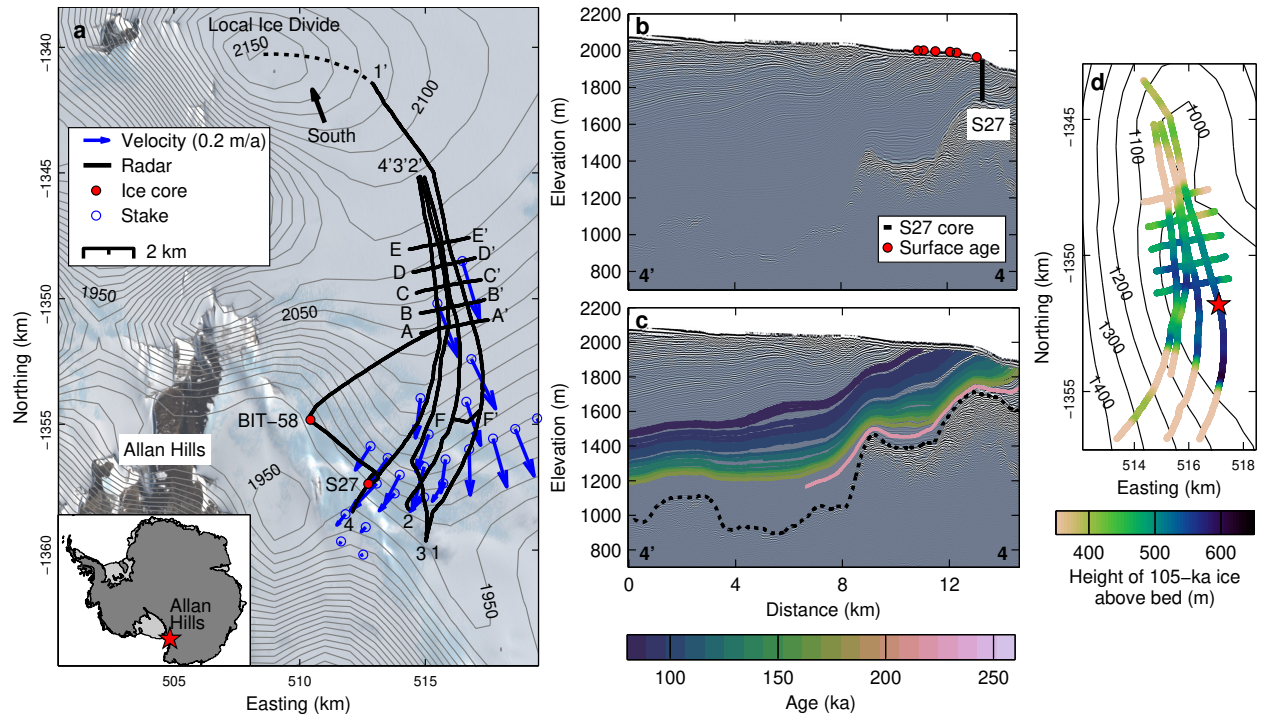 a
Local Ice Divide
2150
1'
2100
South
Velocity (0.2 m/a)
Radar
Ice core
Stake
2 km
4'3'2'
E
E'
D
D'
C
C'
B
B'
A
A'
1950
2050
BIT−58
F
F'
Allan Hills
1950
S27
4
2
3 1
1950
Allan
Hills
−1340
−1345
−1350
−1355
−1360
Northing (km)
505
510
515
Easting (km)
b
2200
2000
1800
1600
1400
1200
1000
800
Elevation (m)
S27
S27 core
Surface age
4'
4
c
2200
2000
1800
1600
1400
1200
1000
800
Elevation (m)
4'
4
0
4
8
12
Distance (km)
100
150
200
250
Age (ka)
d
1000
1100
1200
1300
1400
−1345
−1350
−1355
Northing (km)
514
516
518
Easting (km)
400
500
600
Height of 105−ka ice
above bed (m)